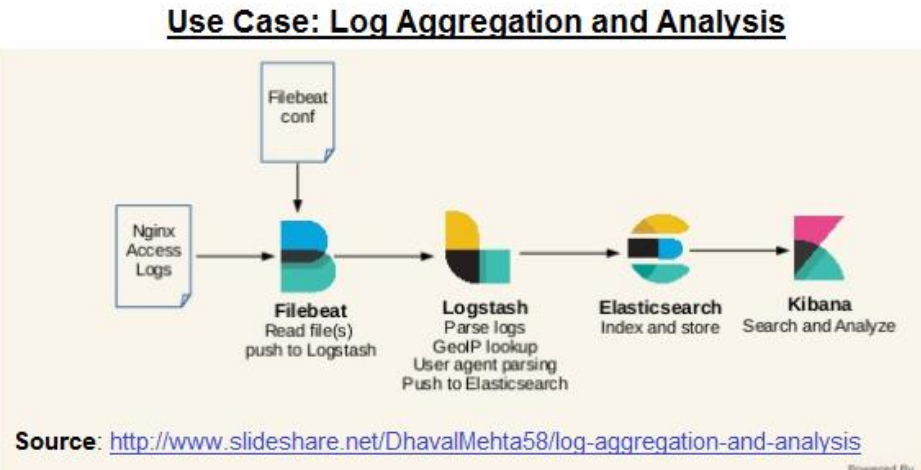 Use Case: Log Aggregation and Analysis
Filebeat
conf
Nginx
Access
Logs
Filebeat
Read file(s)
push to Logstash
Logstash
Parse logs
GeoIP lookup
User agent parsing
Push to Elasticsearch
Elasticsearch
Index and store
Kibana
Search and Analyze
Source: http://www.slideshare.net/DhavalMehta58/log-aggregation-and-analysis
Powered By